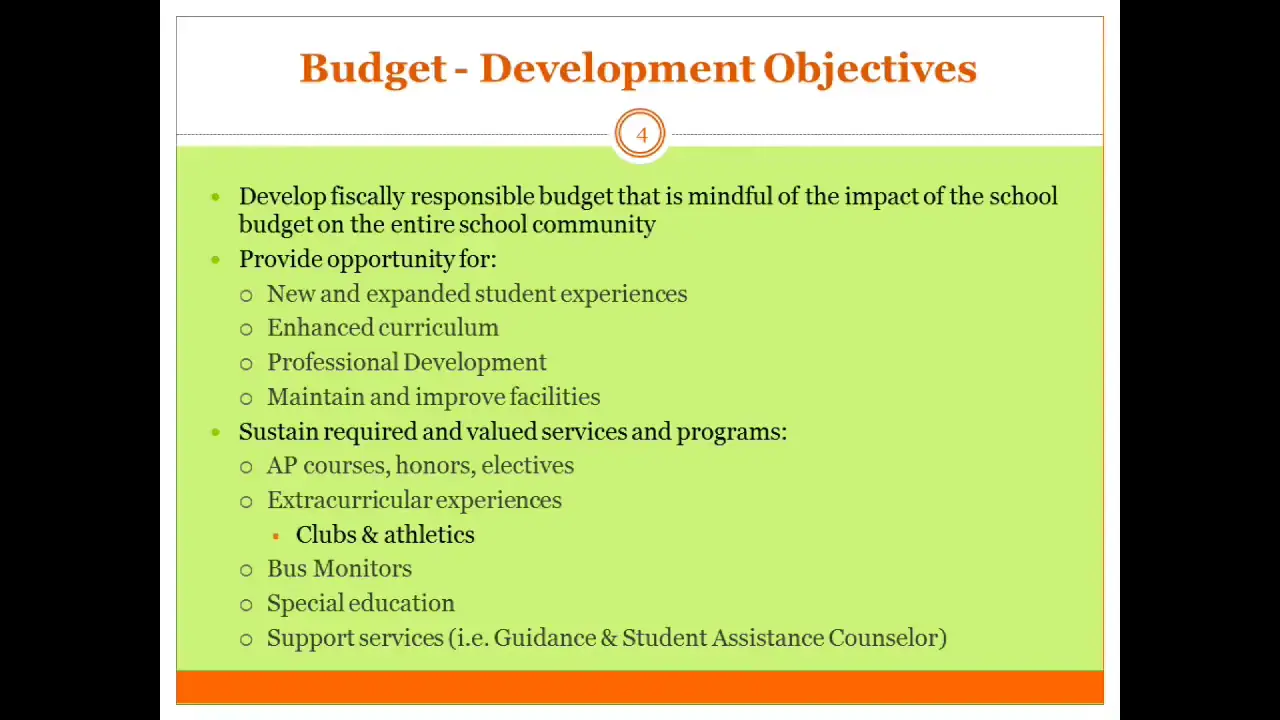 Budget - Development Objectives
4
Develop fiscally responsible budget that is mindful of the impact of the school
budget on the entire school community
Provide opportunity for:
New and expanded student experiences
Enhanced curriculum
Professional Development
Maintain and improve facilities
Sustain required and valued services and programs:
AP courses, honors, electives
Extracurricular experiences
Clubs & athletics
Bus Monitors
Special education
Support services (i.e. Guidance & Student Assistance Counselor)